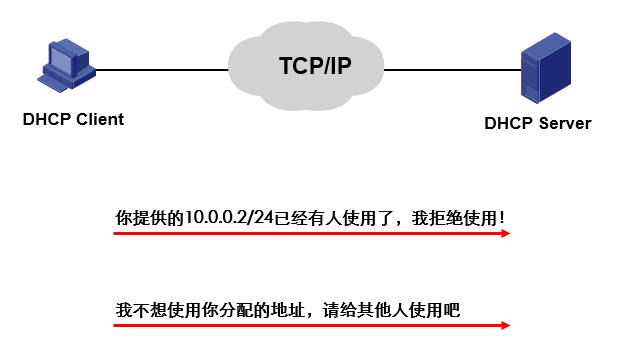 TCP/IP
DHCP Client
DHCP Server
你提供的10.0.0.2/24已经有人使用了，我拒绝使用！
我不想使用你分配的地址，请给其他人使用吧